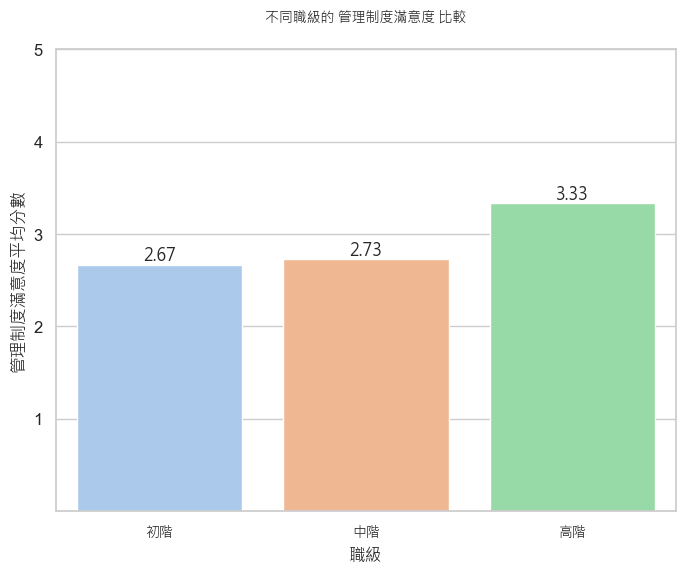 不同職級的 管理制度滿意度 比較
管理制度滿意度平均分數
5
4
3
2
1
2.67
2.73
3.33
初階
中階
高階
職級